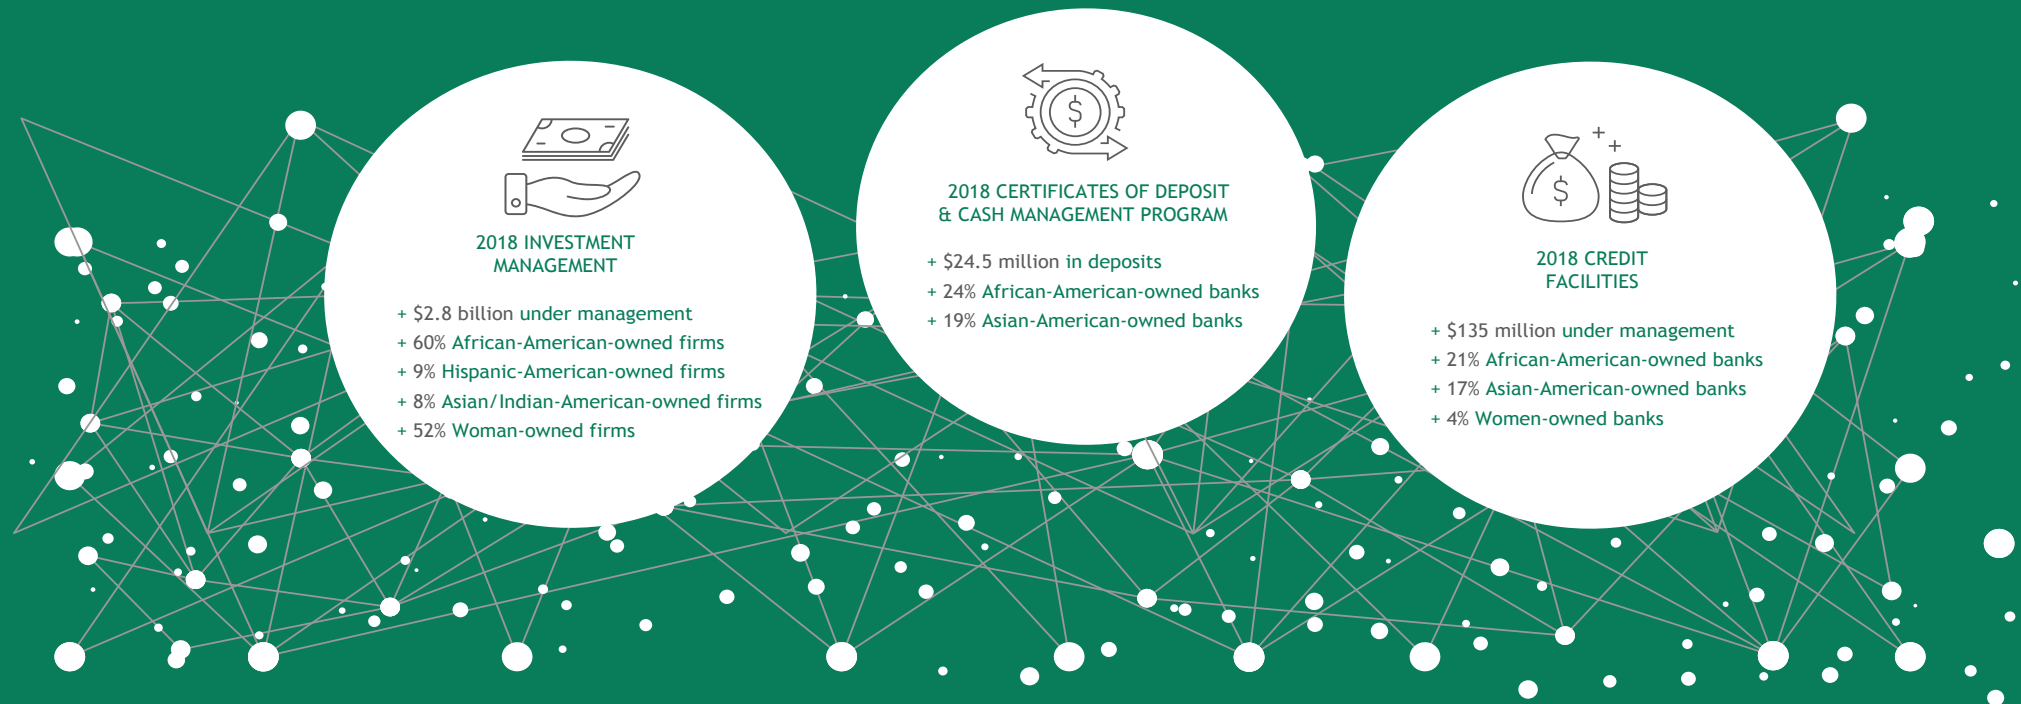 2018 INVESTMENT
MANAGEMENT
+ $2.8 billion under management
+ 60% African-American-owned firms
+ 9% Hispanic-American-owned firms
+ 8% Asian/Indian-American-owned firms
+ 52% Woman-owned firms
$
2018 CERTIFICATES OF DEPOSIT
& CASH MANAGEMENT PROGRAM
+ $24.5 million in deposits
+ 24% African-American-owned banks
+ 19% Asian-American-owned banks
$
2018 CREDIT
FACILITIES
+ $135 million under management
+ 21% African-American-owned banks
+ 17% Asian-American-owned banks
+ 4% Women-owned banks